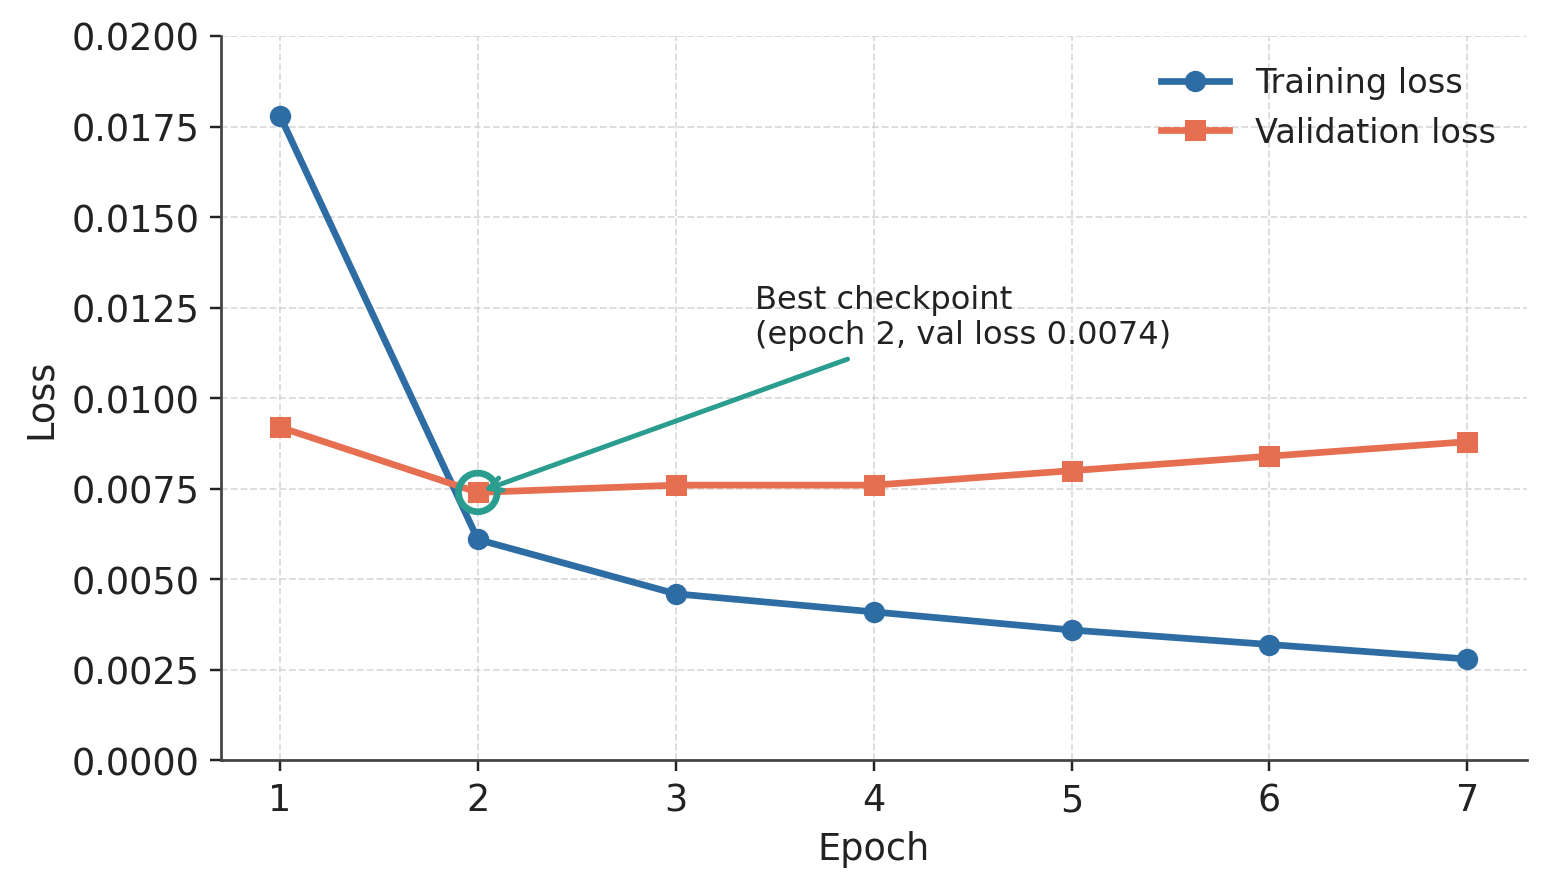 0.0200
0.0175
0.0150
0.0125
0.0100
0.0075
0.0050
0.0025
0.0000
Loss
Training loss
Validation loss
Best checkpoint
(epoch 2, val loss 0.0074)
1 2 3 4 5 6 7
Epoch